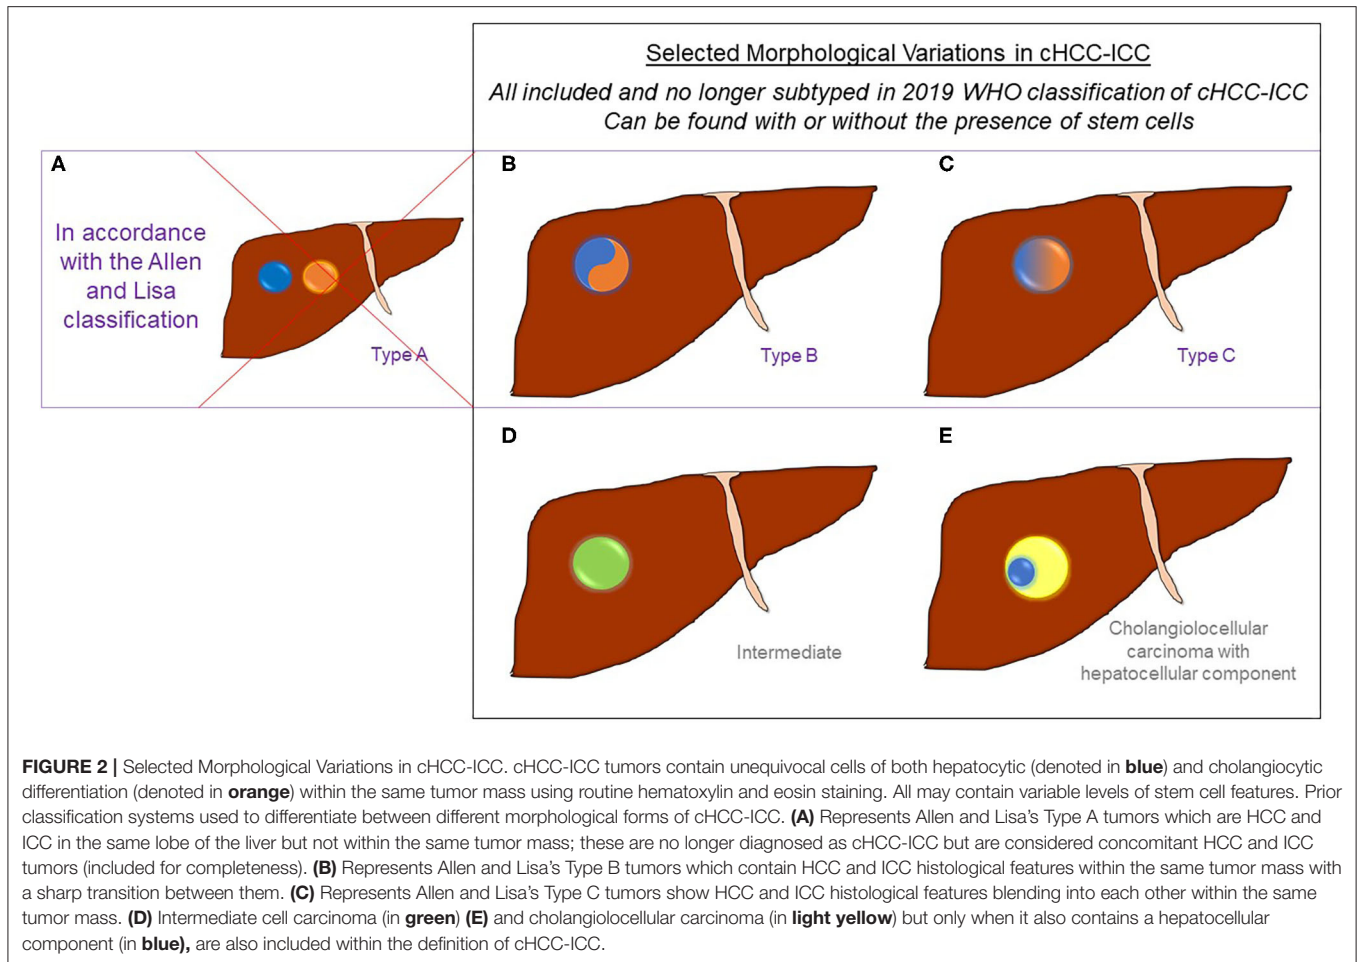 Selected Morphological Variations in cHCC-ICC
All included and no longer subtyped in 2019 WHO classification of cHCC-ICC
Can be found with or without the presence of stem cells
A
In accordance
with the Allen
and Lisa
classification
Type A
B
Type B
C
Type C
D
Intermediate
E
Cholangiolocellular
carcinoma with
hepatocellular component
FIGURE 2 | Selected Morphological Variations in cHCC-ICC. cHCC-ICC tumors contain unequivocal cells of both hepatocytic (denoted in blue) and cholangiocytic
differentiation (denoted in orange) within the same tumor mass using routine hematoxylin and eosin staining. All may contain variable levels of stem cell features. Prior
classification systems used to differentiate between different morphological forms of cHCC-ICC. (A) Represents Allen and Lisa's Type A tumors which are HCC and
ICC in the same lobe of the liver but not within the same tumor mass; these are no longer diagnosed as cHCC-ICC but are considered concomitant HCC and ICC
tumors (included for completeness). (B) Represents Allen and Lisa's Type B tumors which contain HCC and ICC histological features within the same tumor mass with
a sharp transition between them. (C) Represents Allen and Lisa's Type C tumors show HCC and ICC histological features blending into each other within the same
tumor mass. (D) Intermediate cell carcinoma (in green) (E) and cholangiolocellular carcinoma (in light yellow) but only when it also contains a hepatocellular
component (in blue), are also included within the definition of cHCC-ICC.